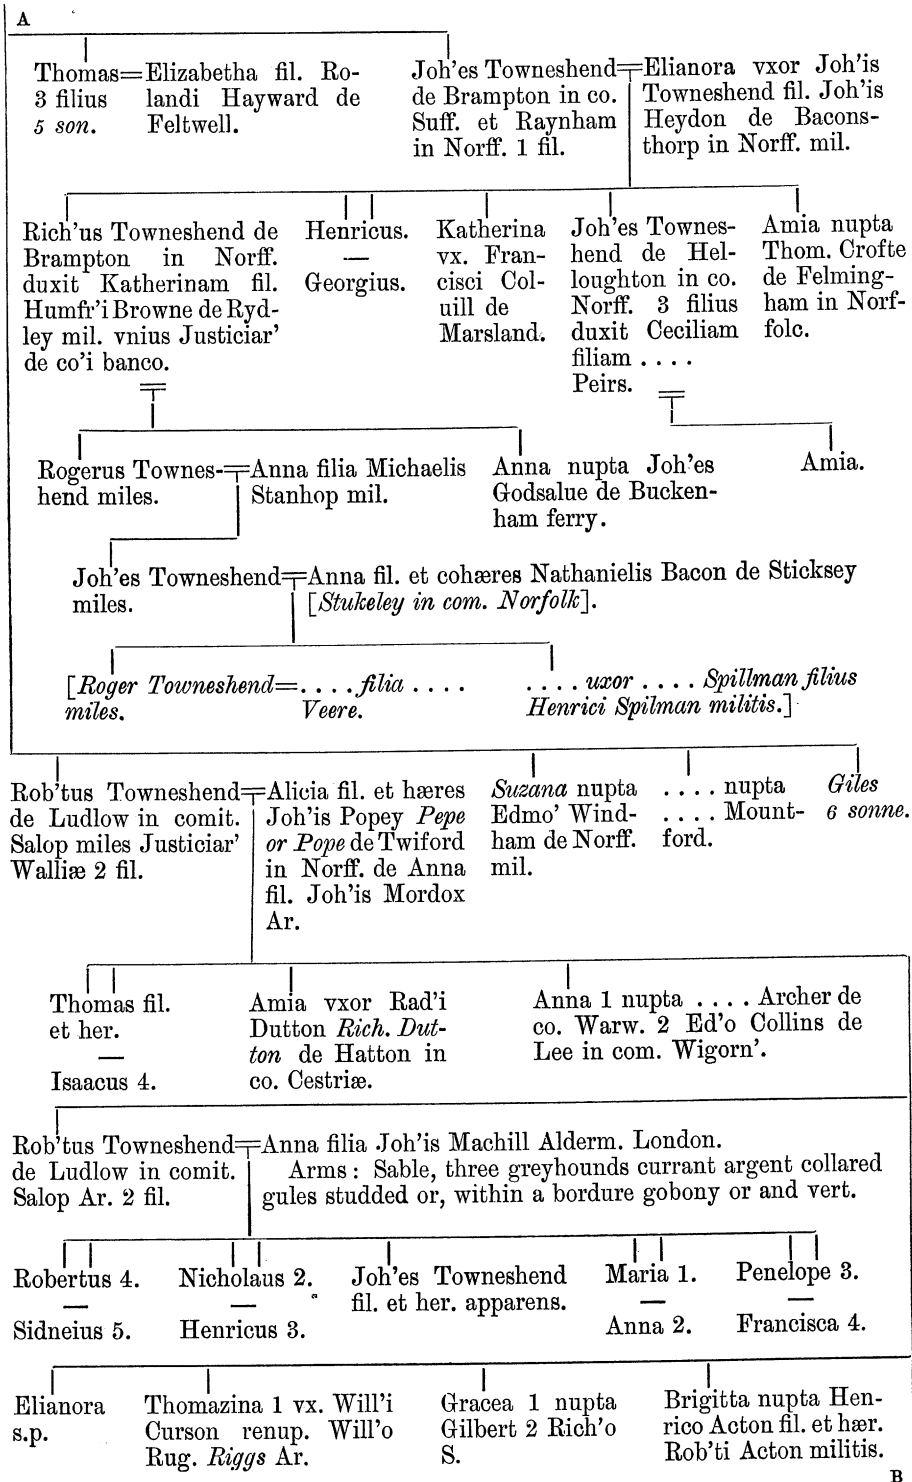 A
Thomas=Elizabetha fil. Ro-
3 filius landi Hayward de
5 son. Feltwell.
Joh'es Towneshend=Elianora vxor Joh'is
de Brampton in co. Towneshend fil. Joh'is
Suff. et Raynham Heydon de Bacons-
in Norff. 1 fil. thorp in Norff. mil.
Rich'us Towneshend de
Brampton in Norff.
duxit Katherinam fil.
Humfr'i Browne de Ryd-
ley mil. vnius Justiciar'
de co'i banco.
Henricus.
—
Georgius.
Katherina
vx. Fran-
cisci Col-
uill de
Marsland.
Joh'es Townes-
hend de Hel-
loughton in co.
Norff. 3 filius
duxit Ceciliam
filiam . . . .
Peirs.
Amia nupta
Thom. Crofte
de Felming-
ham in Norf-
folc.
Rogerus Townes-=Anna filia Michaelis
hend miles. Stanhop mil.
Anna nupta Joh'es
Godsalue de Bucken-
ham ferry.
Amia.
Joh'es Towneshend=Anna fil. et cohæres Nathanielis Bacon de Sticksey
miles. [Stukeley in com. Norfolk].
[Roger Towneshend=. . . . filia . . . .
miles. Veere.
. . . . uxor . . . . Spillman filius
Henrici Spilman militis.]
Rob'tus Towneshend=Alicia fil. et hæres
de Ludlow in comit. Joh'is Popey Pepe
Salop miles Justiciar' or Pope de Twiford
Walliæ 2 fil. in Norff. de Anna
fil. Joh'is Mordox
Ar.
Suzana nupta
Edmo' Wind-
ham de Norff.
mil.
. . . . nupta
. . . . Mount-
ford.
Giles
6 sonne.
Thomas fil.
et her.
—
Isaacus 4.
Amia vxor Rad'i
Dutton Rich. Dut-
ton de Hatton in
co. Cestriæ.
Anna 1 nupta . . . . Archer de
co. Warw. 2 Ed'o Collins de
Lee in com. Wigorn'.
Rob'tus Towneshend=Anna filia Joh'is Machill Alderm. London.
de Ludlow in comit. Arms : Sable, three greyhounds currant argent collared
Salop Ar. 2 fil. gules studded or, within a bordure gobony or and vert.
Robertus 4.
—
Sidneius 5.
Nicholaus 2.
—
Henricus 3.
Joh'es Towneshend
fil. et her. apparens.
Maria 1.
—
Anna 2.
Penelope 3.
—
Francisca 4.
Elianora
s.p.
Thomazina 1 vx. Will'i
Curson renup. Will'o
Rug. Riggs Ar.
Gracea 1 nupta
Gilbert 2 Rich'o
S.
Brigitta nupta Hen-
rico Acton fil. et hær.
Rob'ti Acton militis.
B